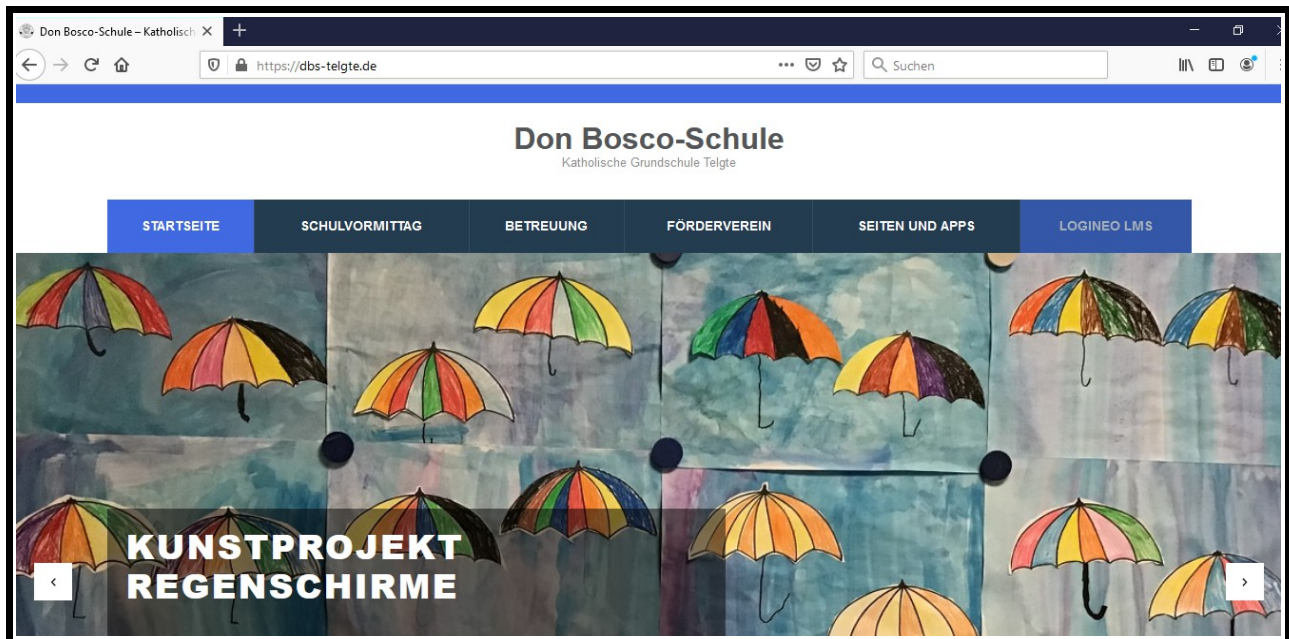 Don Bosco-Schule – Katholisch
https://dbs-telgte.de
Suchen
Don Bosco-Schule
Katholische Grundschule Telgte
STARTSEITE
SCHULVORMITTAG
BETREUUNG
FÖRDERVEREIN
SEITEN UND APPS
LOGINEO LMS
KUNSTPROJEKT
REGENSCHIRME